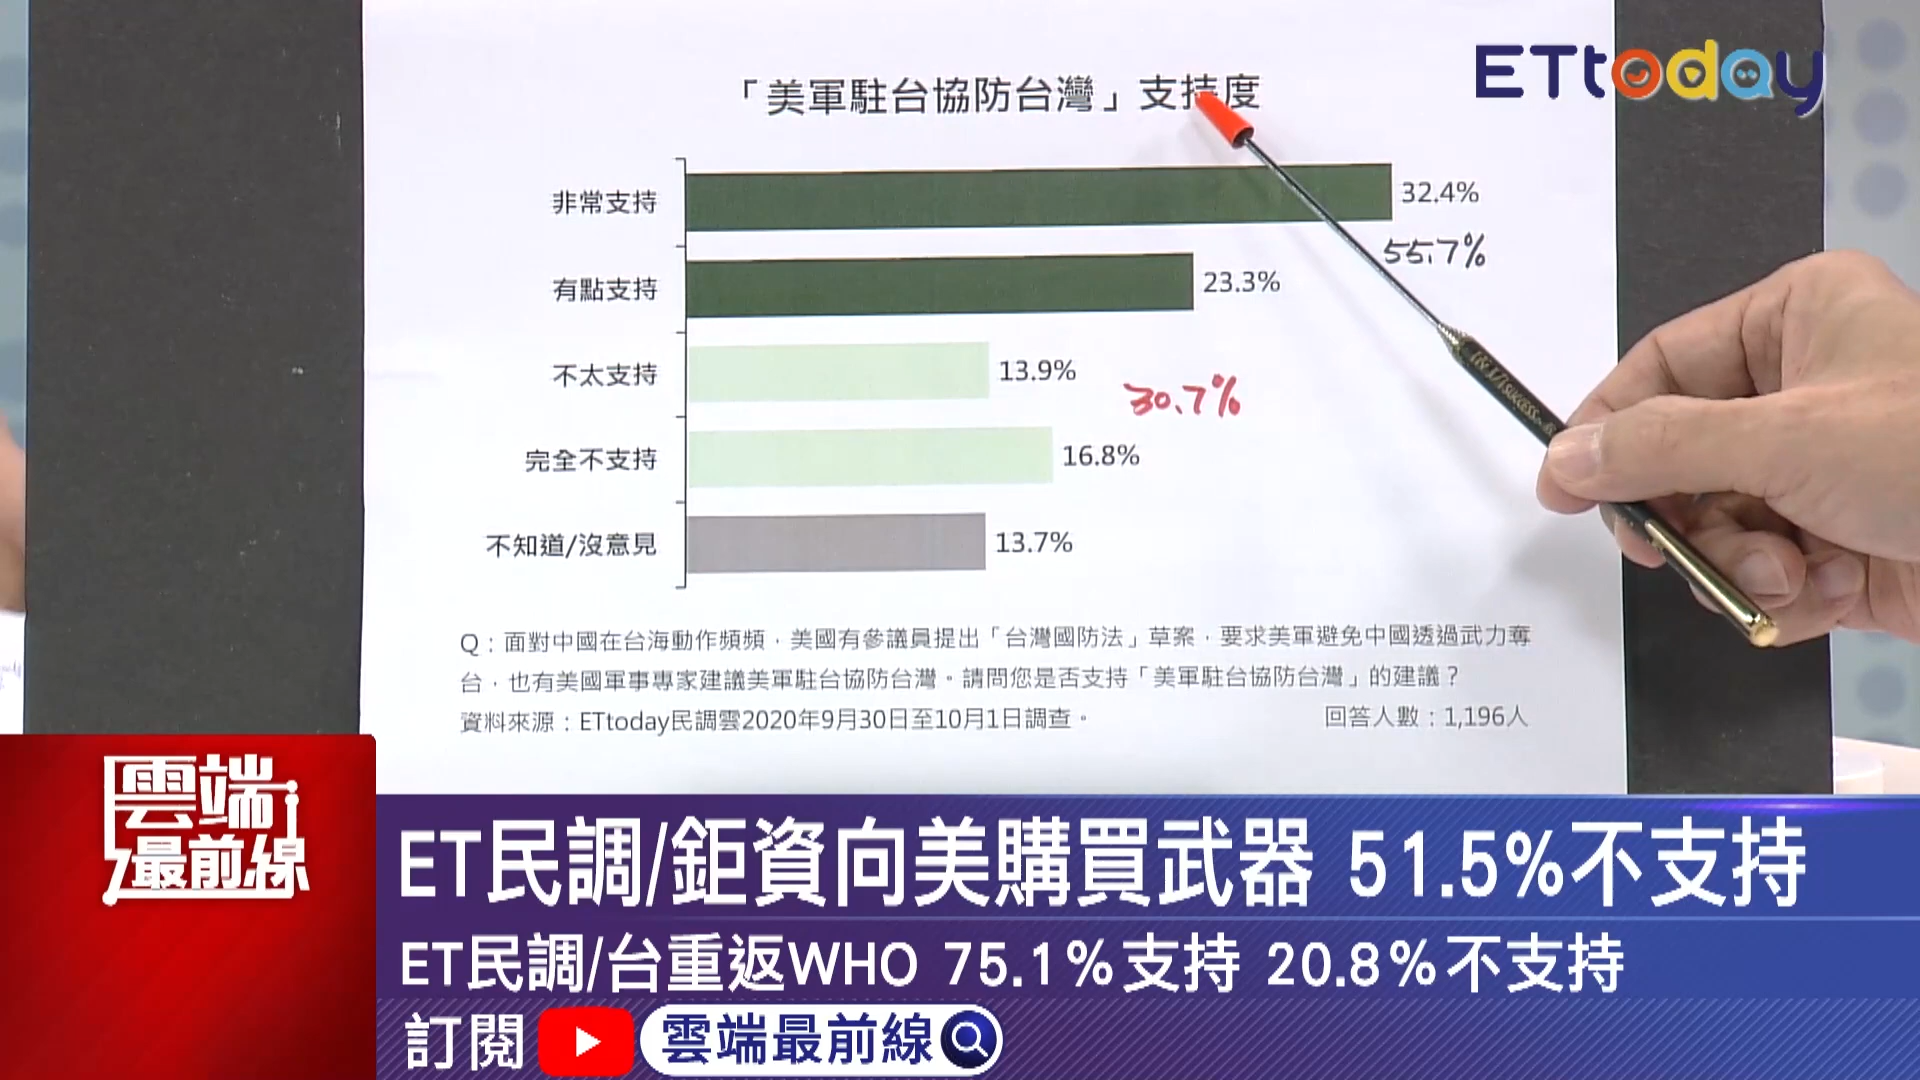 ETtoday
「美軍駐台協防台灣」支持度
非常支持 32.4%
55.7%
有點支持 23.3%
不太支持 13.9%
30.7%
完全不支持 16.8%
不知道/沒意見 13.7%
Q：面對中國在台海動作頻頻，美國有參議員提出「台灣國防法」草案，要求美軍避免中國透過武力奪
台，也有美國軍事專家建議美軍駐台協防台灣。請問您是否支持「美軍駐台協防台灣」的建議？
資料來源：ETtoday民調雲2020年9月30日至10月1日調查。 回答人數：1,196人
雲端
最前線
ET民調/鉅資向美購買武器 51.5%不支持
ET民調/台重返WHO 75.1%支持 20.8%不支持
訂閱 雲端最前線